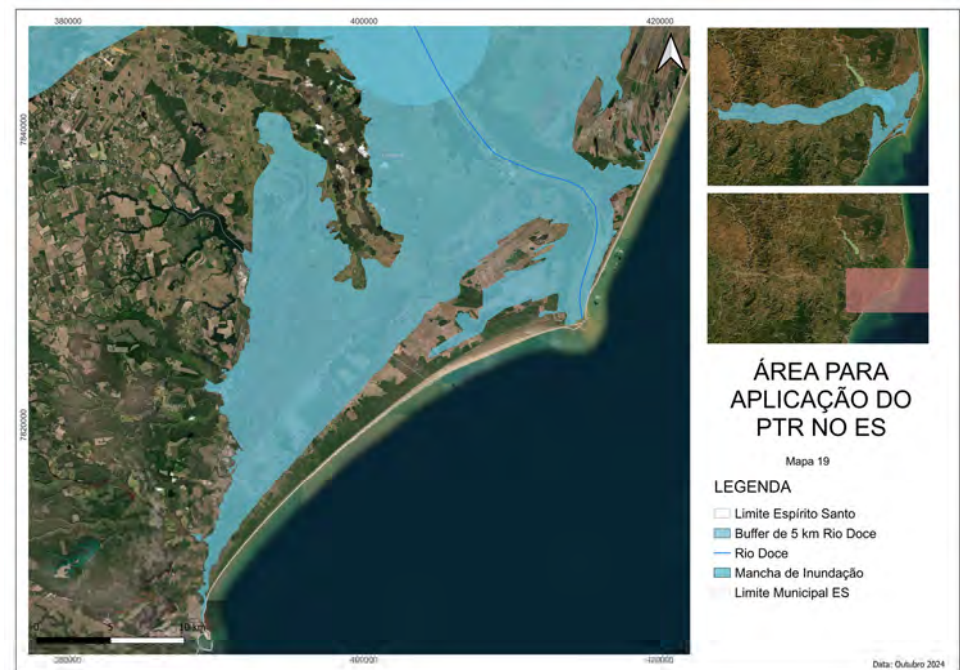 380000
400000
420000
7840000
7820000
0
5
10 km
380000
400000
420000
ÁREA PARA
APLICAÇÃO DO
PTR NO ES
Mapa 19
LEGENDA
Limite Espírito Santo
Buffer de 5 km Rio Doce
Rio Doce
Mancha de Inundação
Limite Municipal ES
Data: Outubro 2024